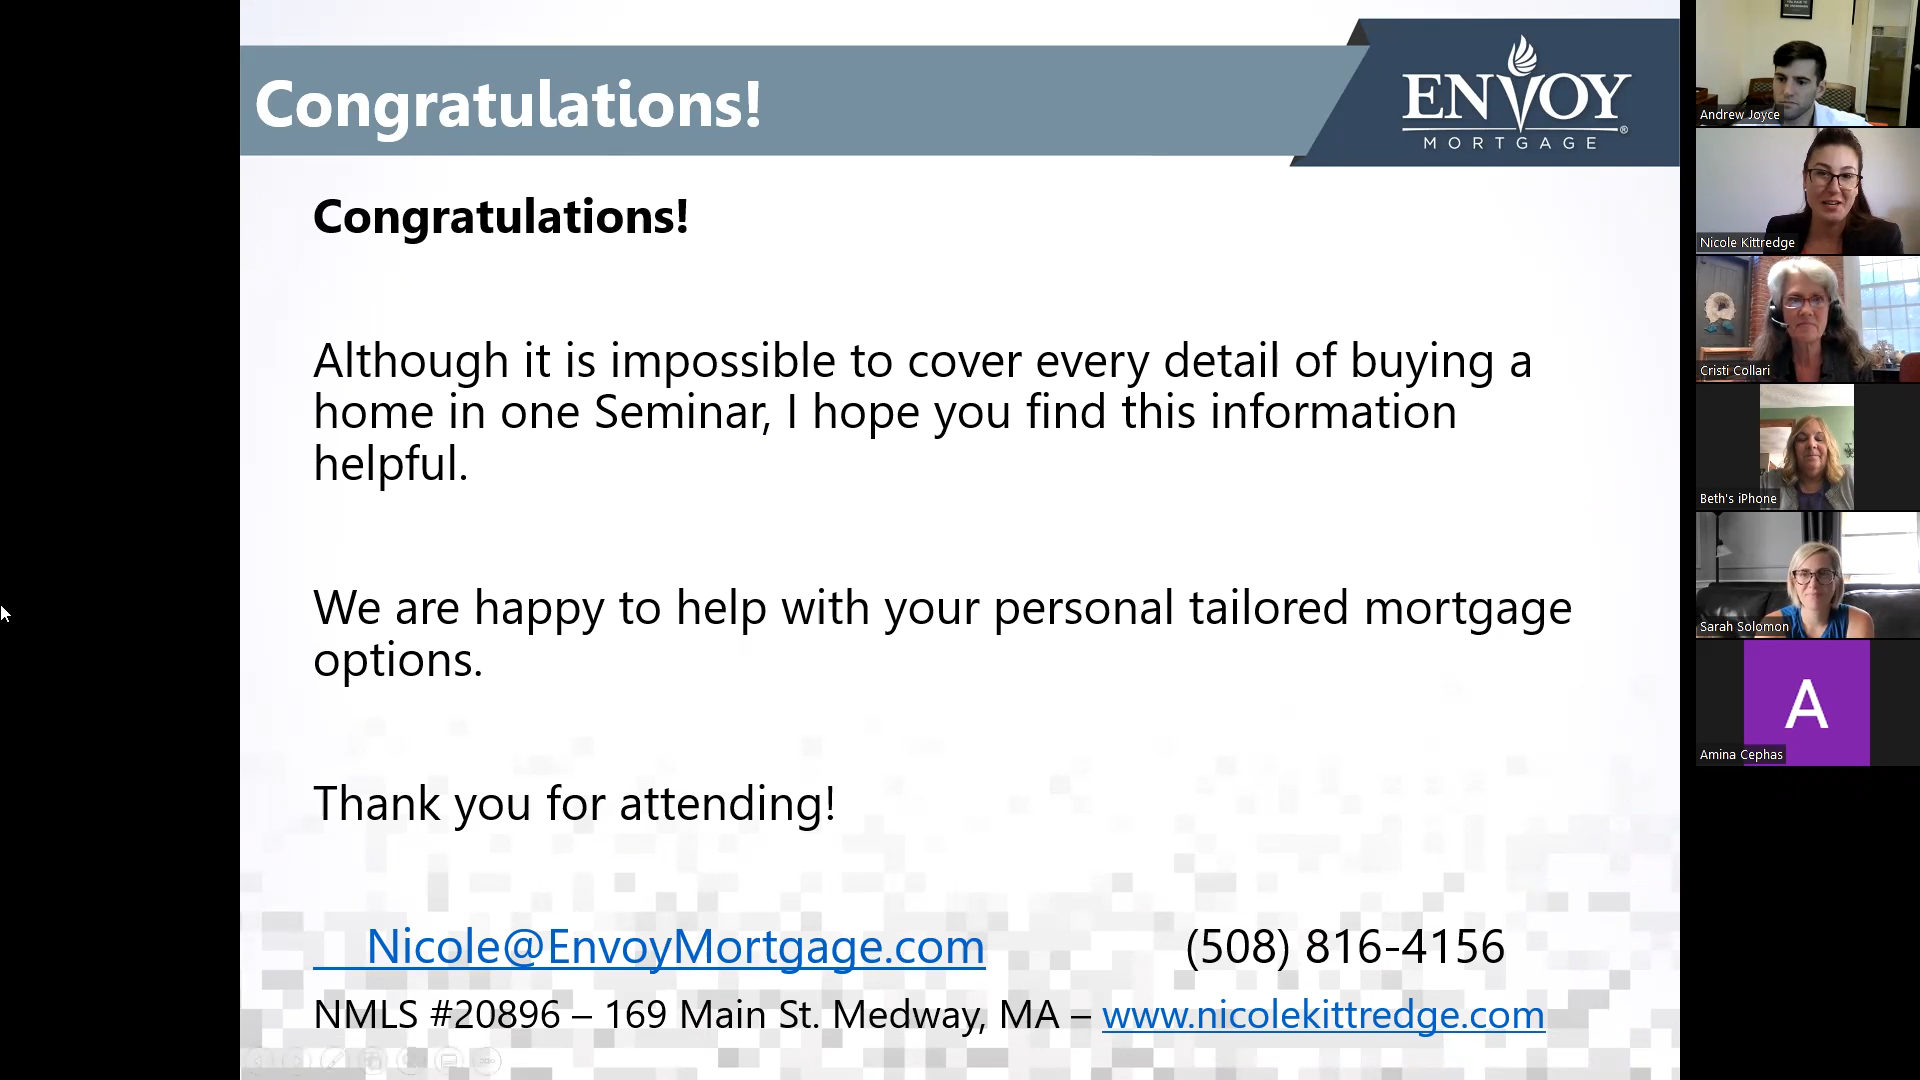 Congratulations!
ENVOY
MORTGAGE
®
Congratulations!
Although it is impossible to cover every detail of buying a
home in one Seminar, I hope you find this information
helpful.
We are happy to help with your personal tailored mortgage
options.
Thank you for attending!
Nicole@EnvoyMortgage.com (508) 816-4156
NMLS #20896 – 169 Main St. Medway, MA – www.nicolekittredge.com
Andrew Joyce
Nicole Kittredge
Cristi Collari
Beth's iPhone
Sarah Solomon
A
Amina Cephas